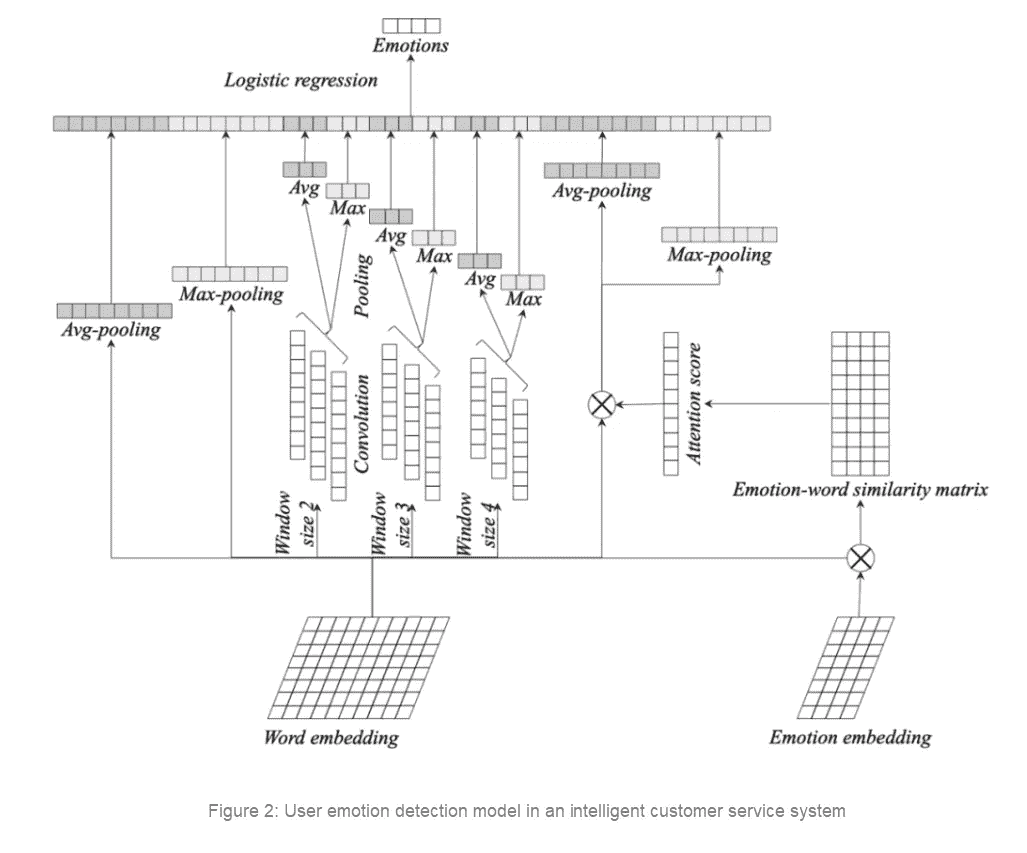 Emotions
Logistic regression
Avg
Max
Avg
Max
Avg
Max
Avg-pooling
Max-pooling
Max-pooling
Avg-pooling
Pooling
Convolution
Attention score
Emotion-word similarity matrix
Window
size 2
Window
size 3
Window
size 4
Word embedding
Emotion embedding
Figure 2: User emotion detection model in an intelligent customer service system